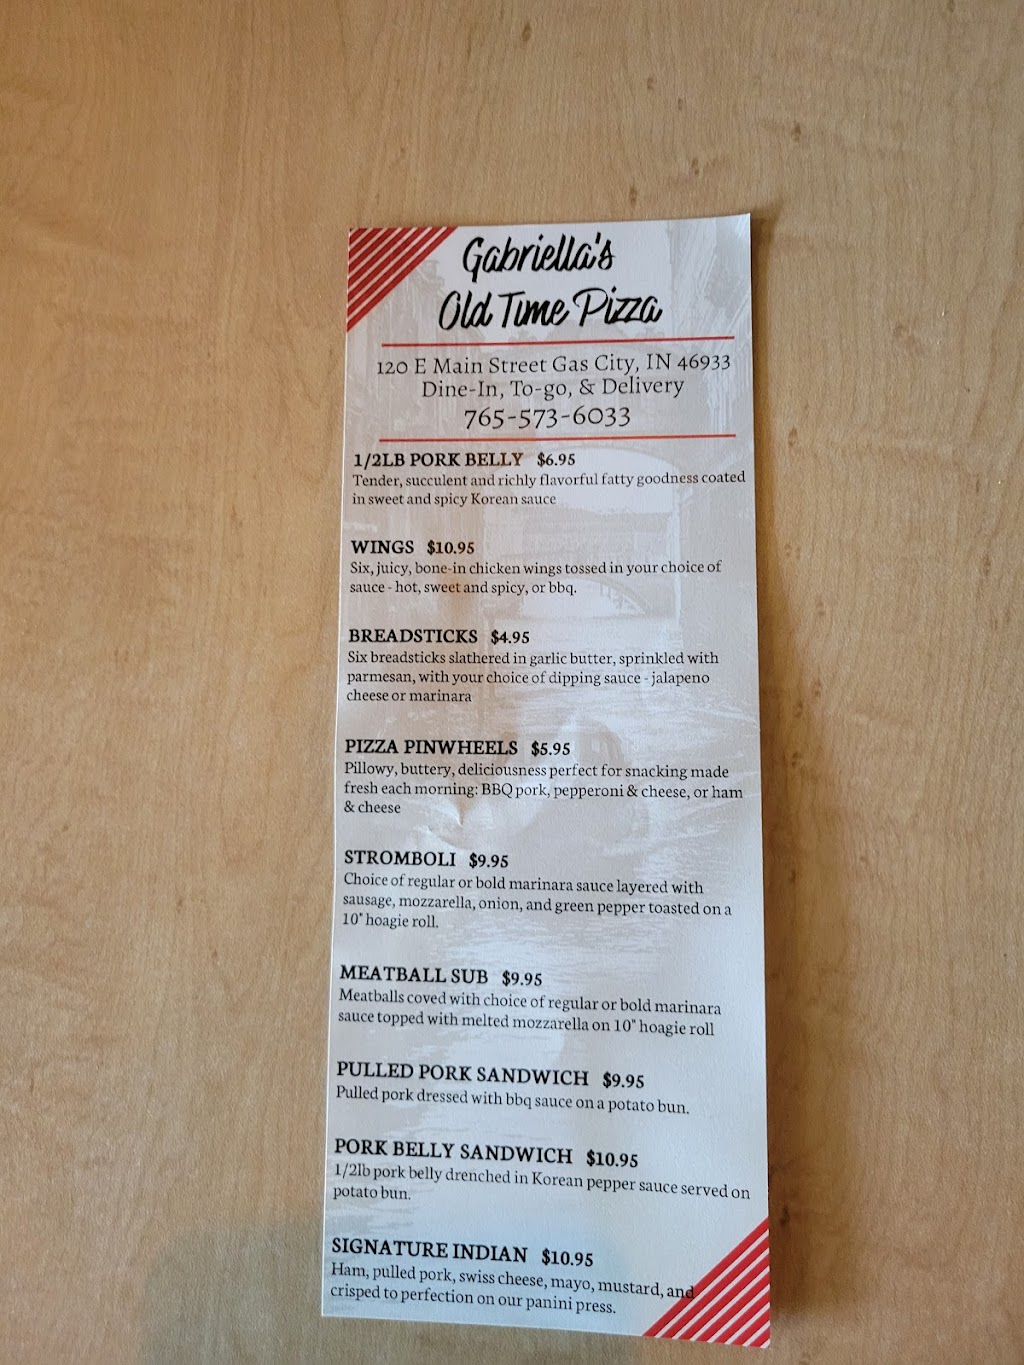 Gabriella's
Old Time Pizza
120 E Main Street Gas City, IN 46933
Dine-In, To-go, & Delivery
765-573-6033
1/2LB PORK BELLY $6.95
Tender, succulent and richly flavorful fatty goodness coated
in sweet and spicy Korean sauce
WINGS $10.95
Six, juicy, bone-in chicken wings tossed in your choice of
sauce - hot, sweet and spicy, or bbq.
BREADSTICKS $4.95
Six breadsticks slathered in garlic butter, sprinkled with
parmesan, with your choice of dipping sauce - jalapeno
cheese or marinara
PIZZA PINWHEELS $5.95
Pillowy, buttery, deliciousness perfect for snacking made
fresh each morning: BBQ pork, pepperoni & cheese, or ham
& cheese
STROMBOLI $9.95
Choice of regular or bold marinara sauce layered with
sausage, mozzarella, onion, and green pepper toasted on a
10" hoagie roll.
MEATBALL SUB $9.95
Meatballs coved with choice of regular or bold marinara
sauce topped with melted mozzarella on 10" hoagie roll
PULLED PORK SANDWICH $9.95
Pulled pork dressed with bbq sauce on a potato bun.
PORK BELLY SANDWICH $10.95
1/2lb pork belly drenched in Korean pepper sauce served on
potato bun.
SIGNATURE INDIAN $10.95
Ham, pulled pork, swiss cheese, mayo, mustard, and
crisped to perfection on our panini press.